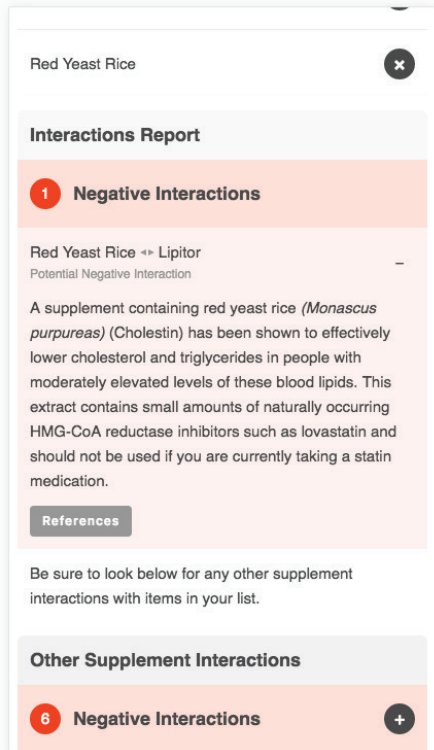 Red Yeast Rice
Interactions Report
1 Negative Interactions
Red Yeast Rice ◂▸ Lipitor
Potential Negative Interaction
A supplement containing red yeast rice (Monascus
purpureas) (Cholestin) has been shown to effectively
lower cholesterol and triglycerides in people with
moderately elevated levels of these blood lipids. This
extract contains small amounts of naturally occurring
HMG-CoA reductase inhibitors such as lovastatin and
should not be used if you are currently taking a statin
medication.
References
Be sure to look below for any other supplement
interactions with items in your list.
Other Supplement Interactions
6 Negative Interactions